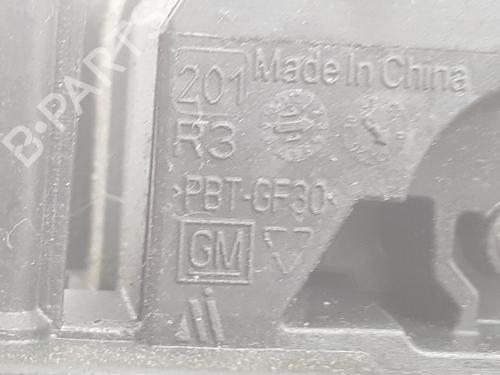 201 Made In China
R3
>PBT-GF30<
GM
B-PARTS